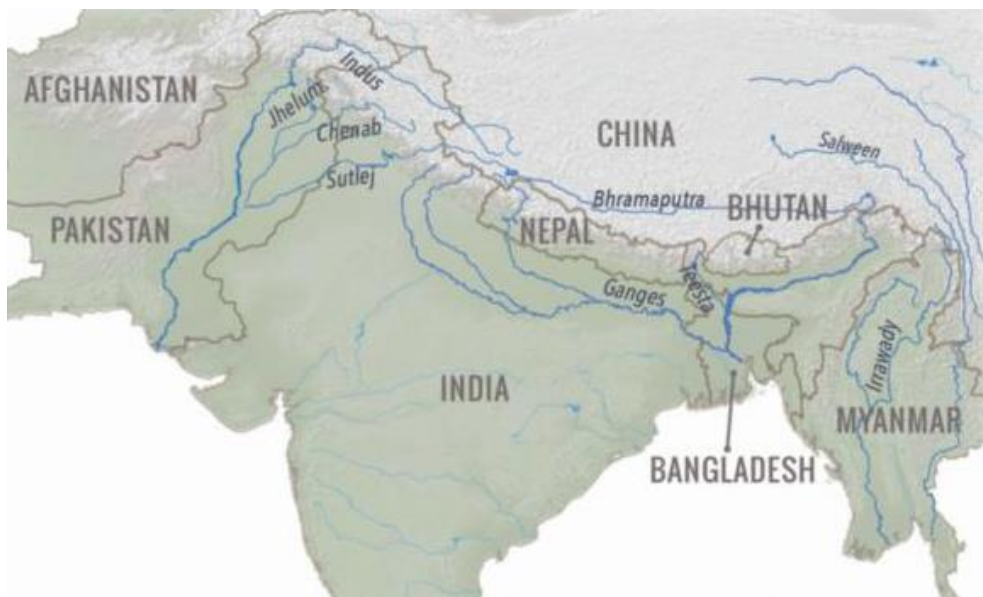 AFGHANISTAN
Indus
Jhelum
Chenab
CHINA
Salween
Sutlej
Bhramaputra
BHUTAN
PAKISTAN
NEPAL
Teesta
Ganges
Irrawady
INDIA
MYANMAR
BANGLADESH